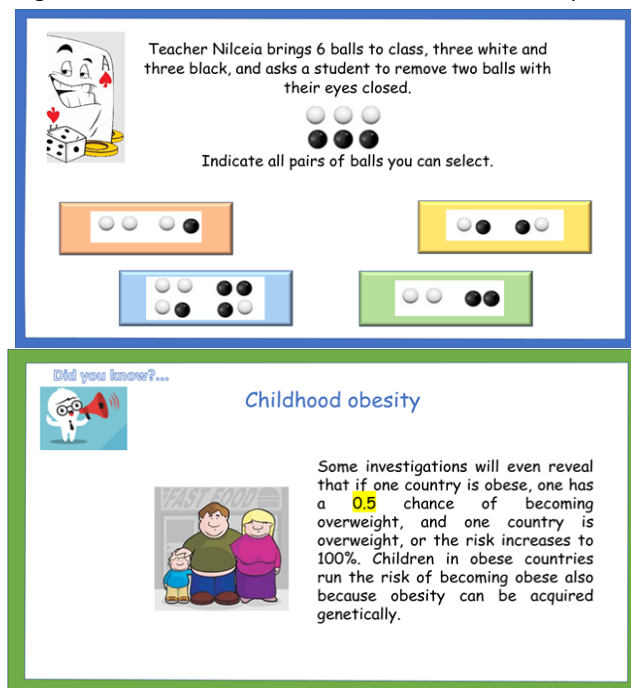 Teacher Nilceia brings 6 balls to class, three white and
three black, and asks a student to remove two balls with
their eyes closed.
A
Indicate all pairs of balls you can select.
Did you know?...
Childhood obesity
FAST FOOD
Some investigations will even reveal
that if one country is obese, one has
a 0.5 chance of becoming
overweight, and one country is
overweight, or the risk increases to
100%. Children in obese countries
run the risk of becoming obese also
because obesity can be acquired
genetically.